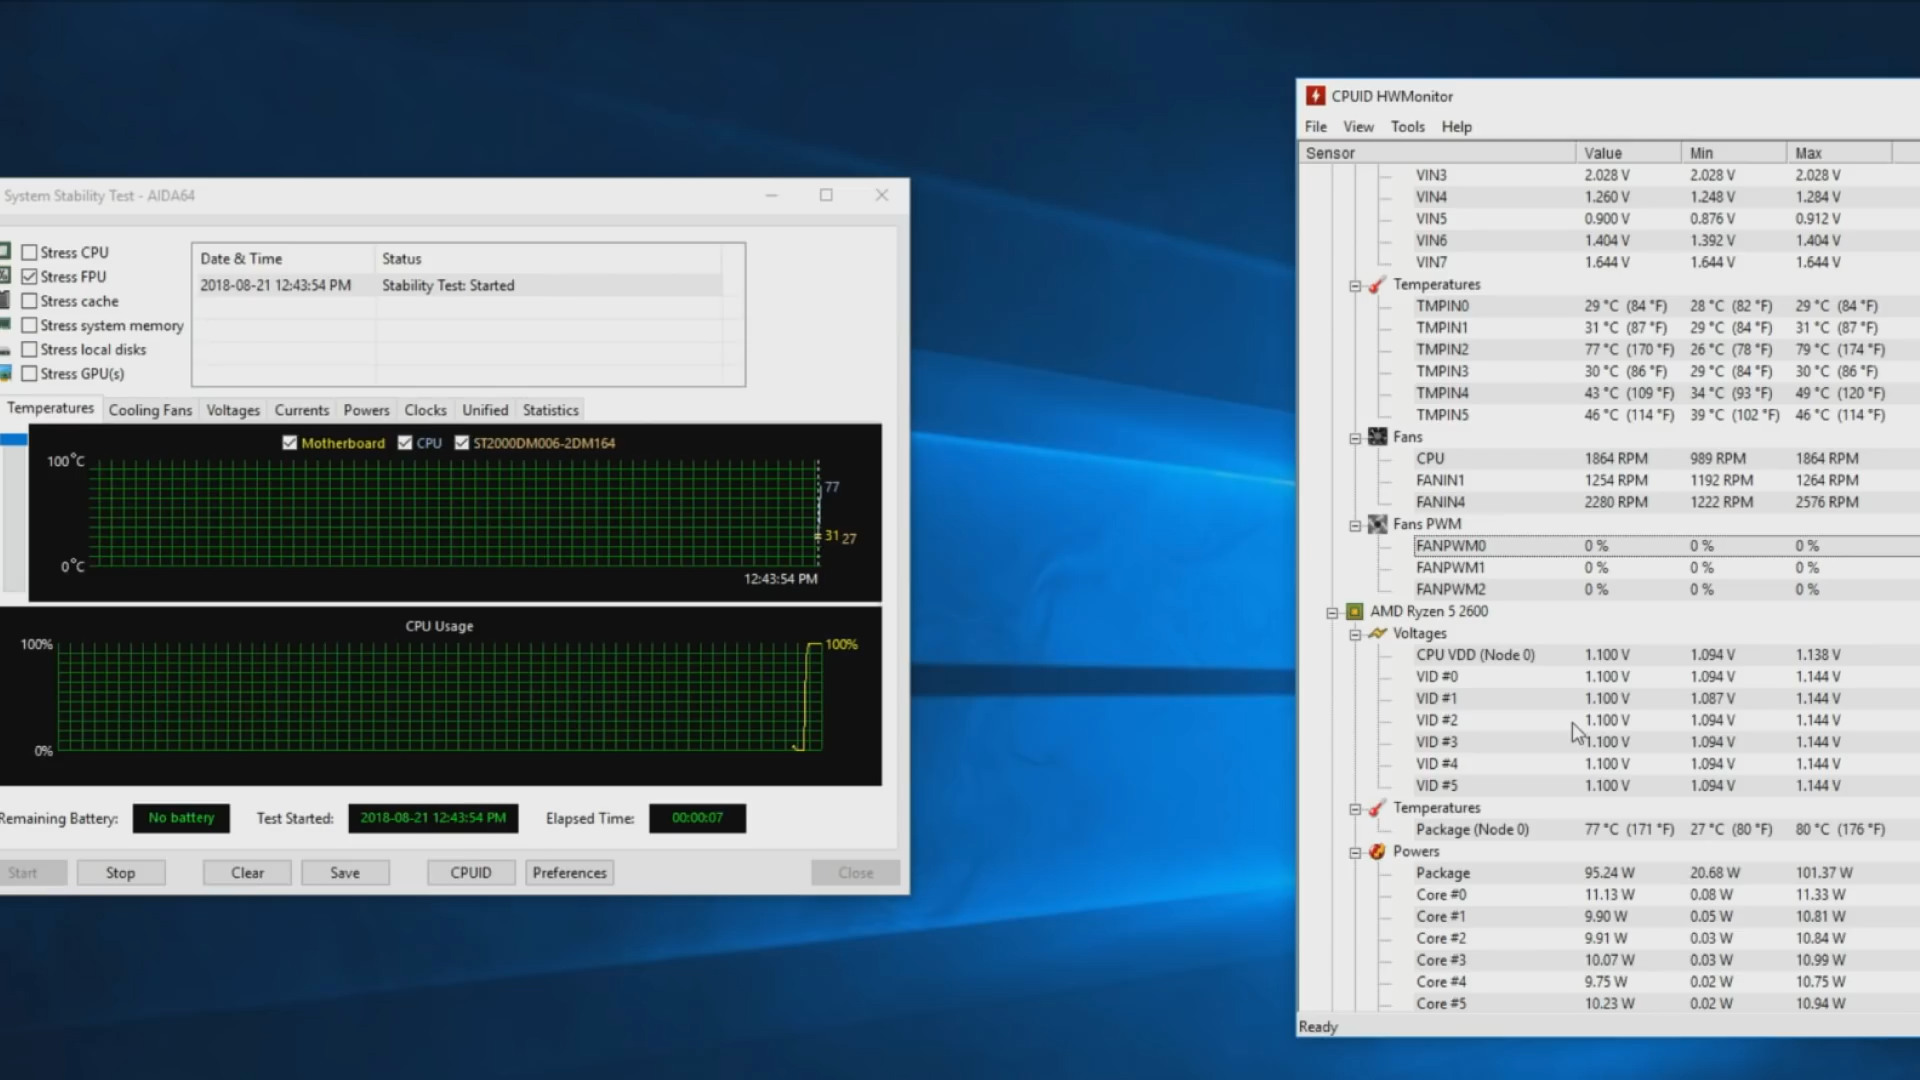 System Stability Test - AIDA64
Stress CPU
Stress FPU
Stress cache
Stress system memory
Stress local disks
Stress GPU(s)
Date & Time Status
2018-08-21 12:43:54 PM Stability Test: Started
Temperatures Cooling Fans Voltages Currents Powers Clocks Unified Statistics
Motherboard CPU ST2000DM006-2DM164
100°C
77
31 27
0°C
12:43:54 PM
CPU Usage
100% 100%
0%
Remaining Battery: No battery Test Started: 2018-08-21 12:43:54 PM Elapsed Time: 00:00:07
Start Stop Clear Save CPUID Preferences Close
CPUID HWMonitor
File View Tools Help
Sensor Value Min Max
VIN3 2.028 V 2.028 V 2.028 V
VIN4 1.260 V 1.248 V 1.284 V
VIN5 0.900 V 0.876 V 0.912 V
VIN6 1.404 V 1.392 V 1.404 V
VIN7 1.644 V 1.644 V 1.644 V
Temperatures
TMPIN0 29 °C (84 °F) 28 °C (82 °F) 29 °C (84 °F)
TMPIN1 31 °C (87 °F) 29 °C (84 °F) 31 °C (87 °F)
TMPIN2 77 °C (170 °F) 26 °C (78 °F) 79 °C (174 °F)
TMPIN3 30 °C (86 °F) 29 °C (84 °F) 30 °C (86 °F)
TMPIN4 43 °C (109 °F) 34 °C (93 °F) 49 °C (120 °F)
TMPIN5 46 °C (114 °F) 39 °C (102 °F) 46 °C (114 °F)
Fans
CPU 1864 RPM 989 RPM 1864 RPM
FANIN1 1254 RPM 1192 RPM 1264 RPM
FANIN4 2280 RPM 1222 RPM 2576 RPM
Fans PWM
FANPWM0 0 % 0 % 0 %
FANPWM1 0 % 0 % 0 %
FANPWM2 0 % 0 % 0 %
AMD Ryzen 5 2600
Voltages
CPU VDD (Node 0) 1.100 V 1.094 V 1.138 V
VID #0 1.100 V 1.094 V 1.144 V
VID #1 1.100 V 1.087 V 1.144 V
VID #2 1.100 V 1.094 V 1.144 V
VID #3 1.100 V 1.094 V 1.144 V
VID #4 1.100 V 1.094 V 1.144 V
VID #5 1.100 V 1.094 V 1.144 V
Temperatures
Package (Node 0) 77 °C (171 °F) 27 °C (80 °F) 80 °C (176 °F)
Powers
Package 95.24 W 20.68 W 101.37 W
Core #0 11.13 W 0.08 W 11.33 W
Core #1 9.90 W 0.05 W 10.81 W
Core #2 9.91 W 0.03 W 10.84 W
Core #3 10.07 W 0.03 W 10.99 W
Core #4 9.75 W 0.02 W 10.75 W
Core #5 10.23 W 0.02 W 10.94 W
Ready